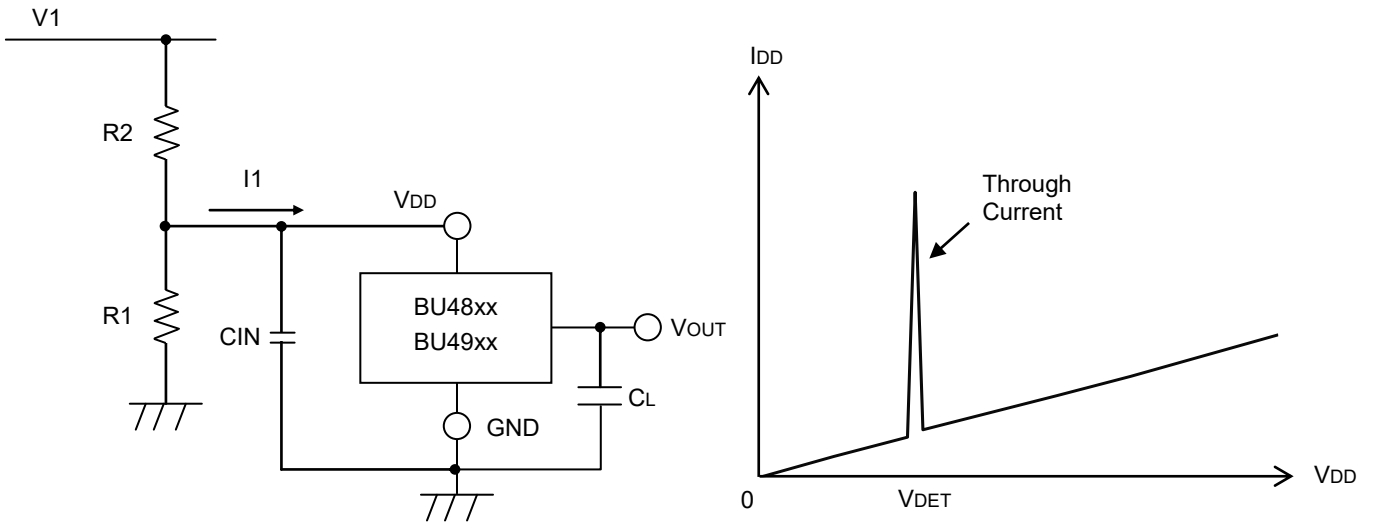 V1
R2
I1
VDD
R1
CIN
BU48xx
BU49xx
VOUT
CL
GND
IDD
Through
Current
0
VDET
VDD